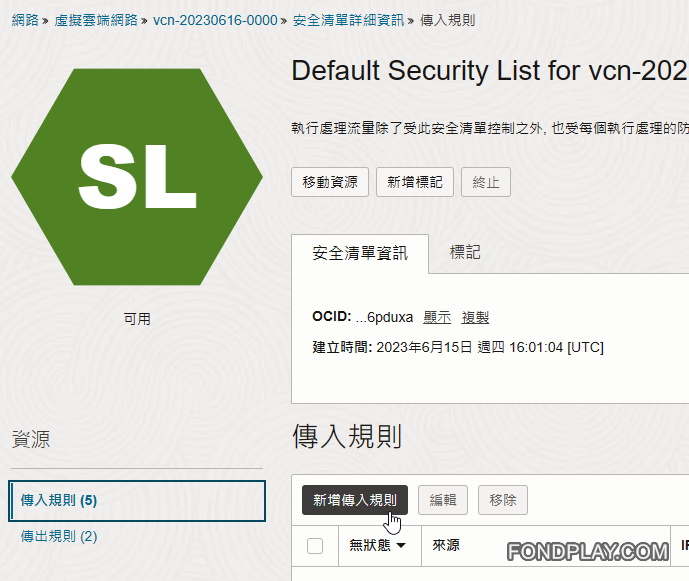 網路 » 虛擬雲端網路 » vcn-20230616-0000 » 安全清單詳細資訊 » 傳入規則
SL
可用
Default Security List for vcn-202
執行處理流量除了受此安全清單控制之外, 也受每個執行處理的防
移動資源 新增標記 終止
安全清單資訊 標記
OCID: ...6pduxa 顯示 複製
建立時間: 2023年6月15日 週四 16:01:04 [UTC]
資源
傳入規則 (5)
傳出規則 (2)
傳入規則
新增傳入規則 編輯 移除
無狀態 來源 IP
FONDPLAY.COM